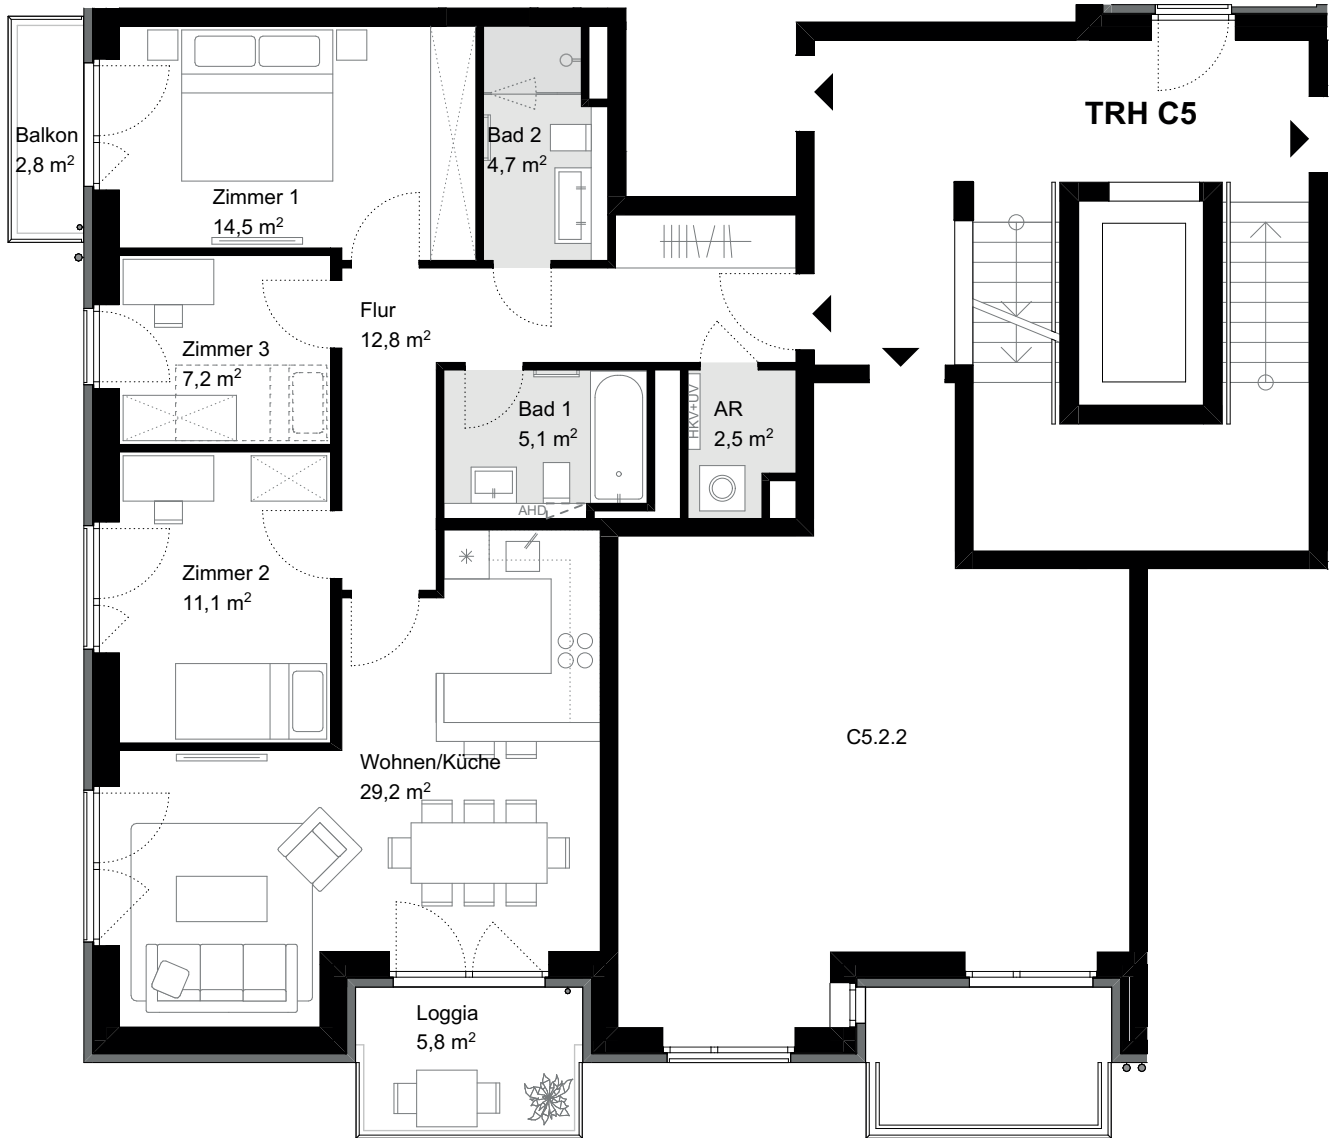 TRH C5
Balkon
2,8 m²
Bad 2
4,7 m²
Zimmer 1
14,5 m²
Flur
12,8 m²
Zimmer 3
7,2 m²
Bad 1
5,1 m²
HKV+UV
AR
2,5 m²
AHD
Zimmer 2
11,1 m²
C5.2.2
Wohnen/Küche
29,2 m²
Loggia
5,8 m²